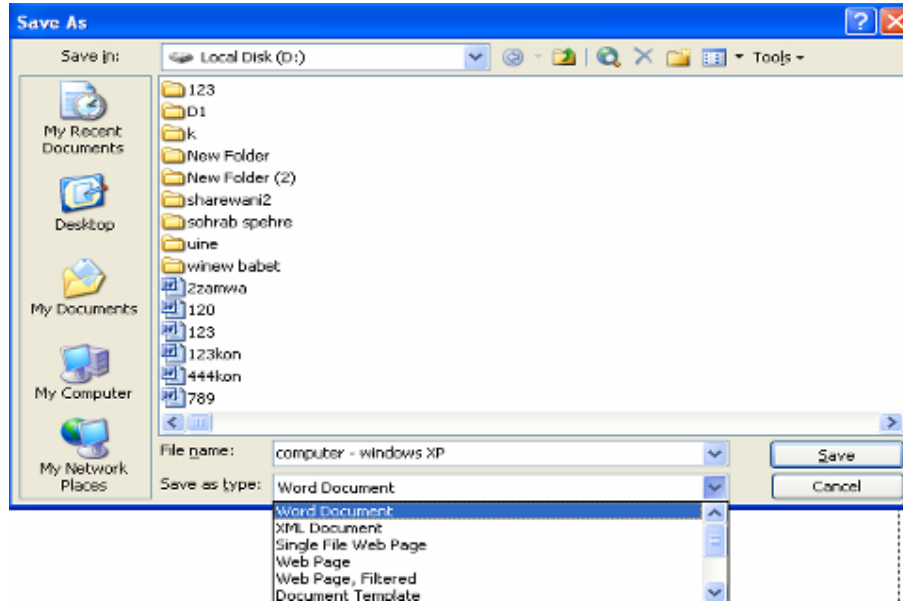 Save As
Save in:
Local Disk (D:)
Tools
My Recent
Documents
Desktop
My Documents
My Computer
My Network
Places
123
D1
k
New Folder
New Folder (2)
sharewani2
sohrab spehre
uine
winew babet
2zamwa
120
123
123kon
444kon
789
File name:
computer - windows XP
Save
Save as type:
Word Document
Cancel
Word Document
XML Document
Single File Web Page
Web Page
Web Page, Filtered
Document Template